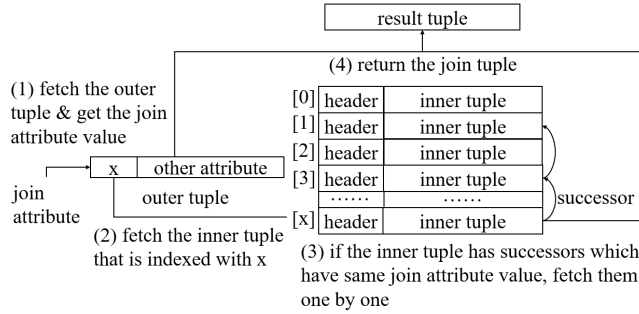 result tuple
(4) return the join tuple
(1) fetch the outer
tuple & get the join
attribute value
[0] header inner tuple
[1] header inner tuple
[2] header inner tuple
[3] header inner tuple
...... ......
[x] header inner tuple
successor
x other attribute
join
attribute
outer tuple
(2) fetch the inner tuple
that is indexed with x
(3) if the inner tuple has successors which
have same join attribute value, fetch them
one by one